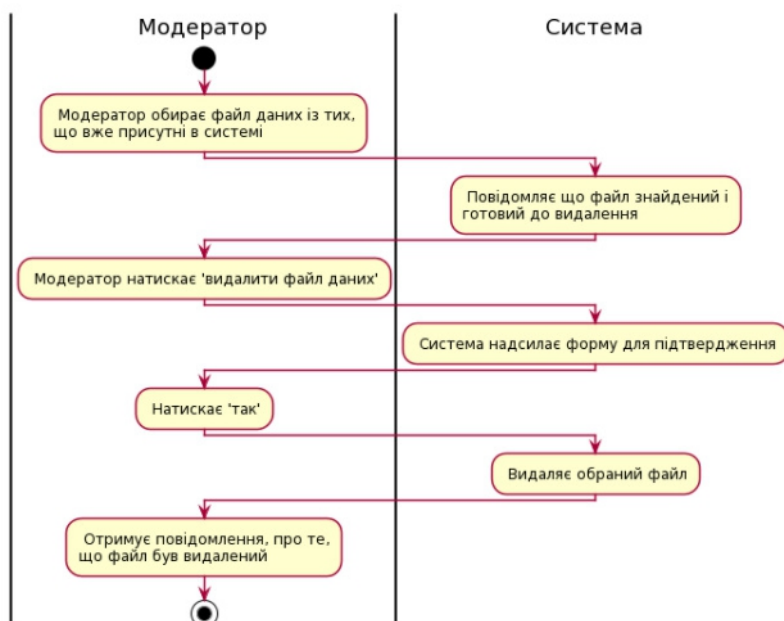 Модератор
Система
Модератор обирає файл даних із тих,
що вже присутні в системі
Повідомляє що файл знайдений і
готовий до видалення
Модератор натискає 'видалити файл даних'
Система надсилає форму для підтвердження
Натискає 'так'
Видаляє обраний файл
Отримує повідомлення, про те,
що файл був видалений